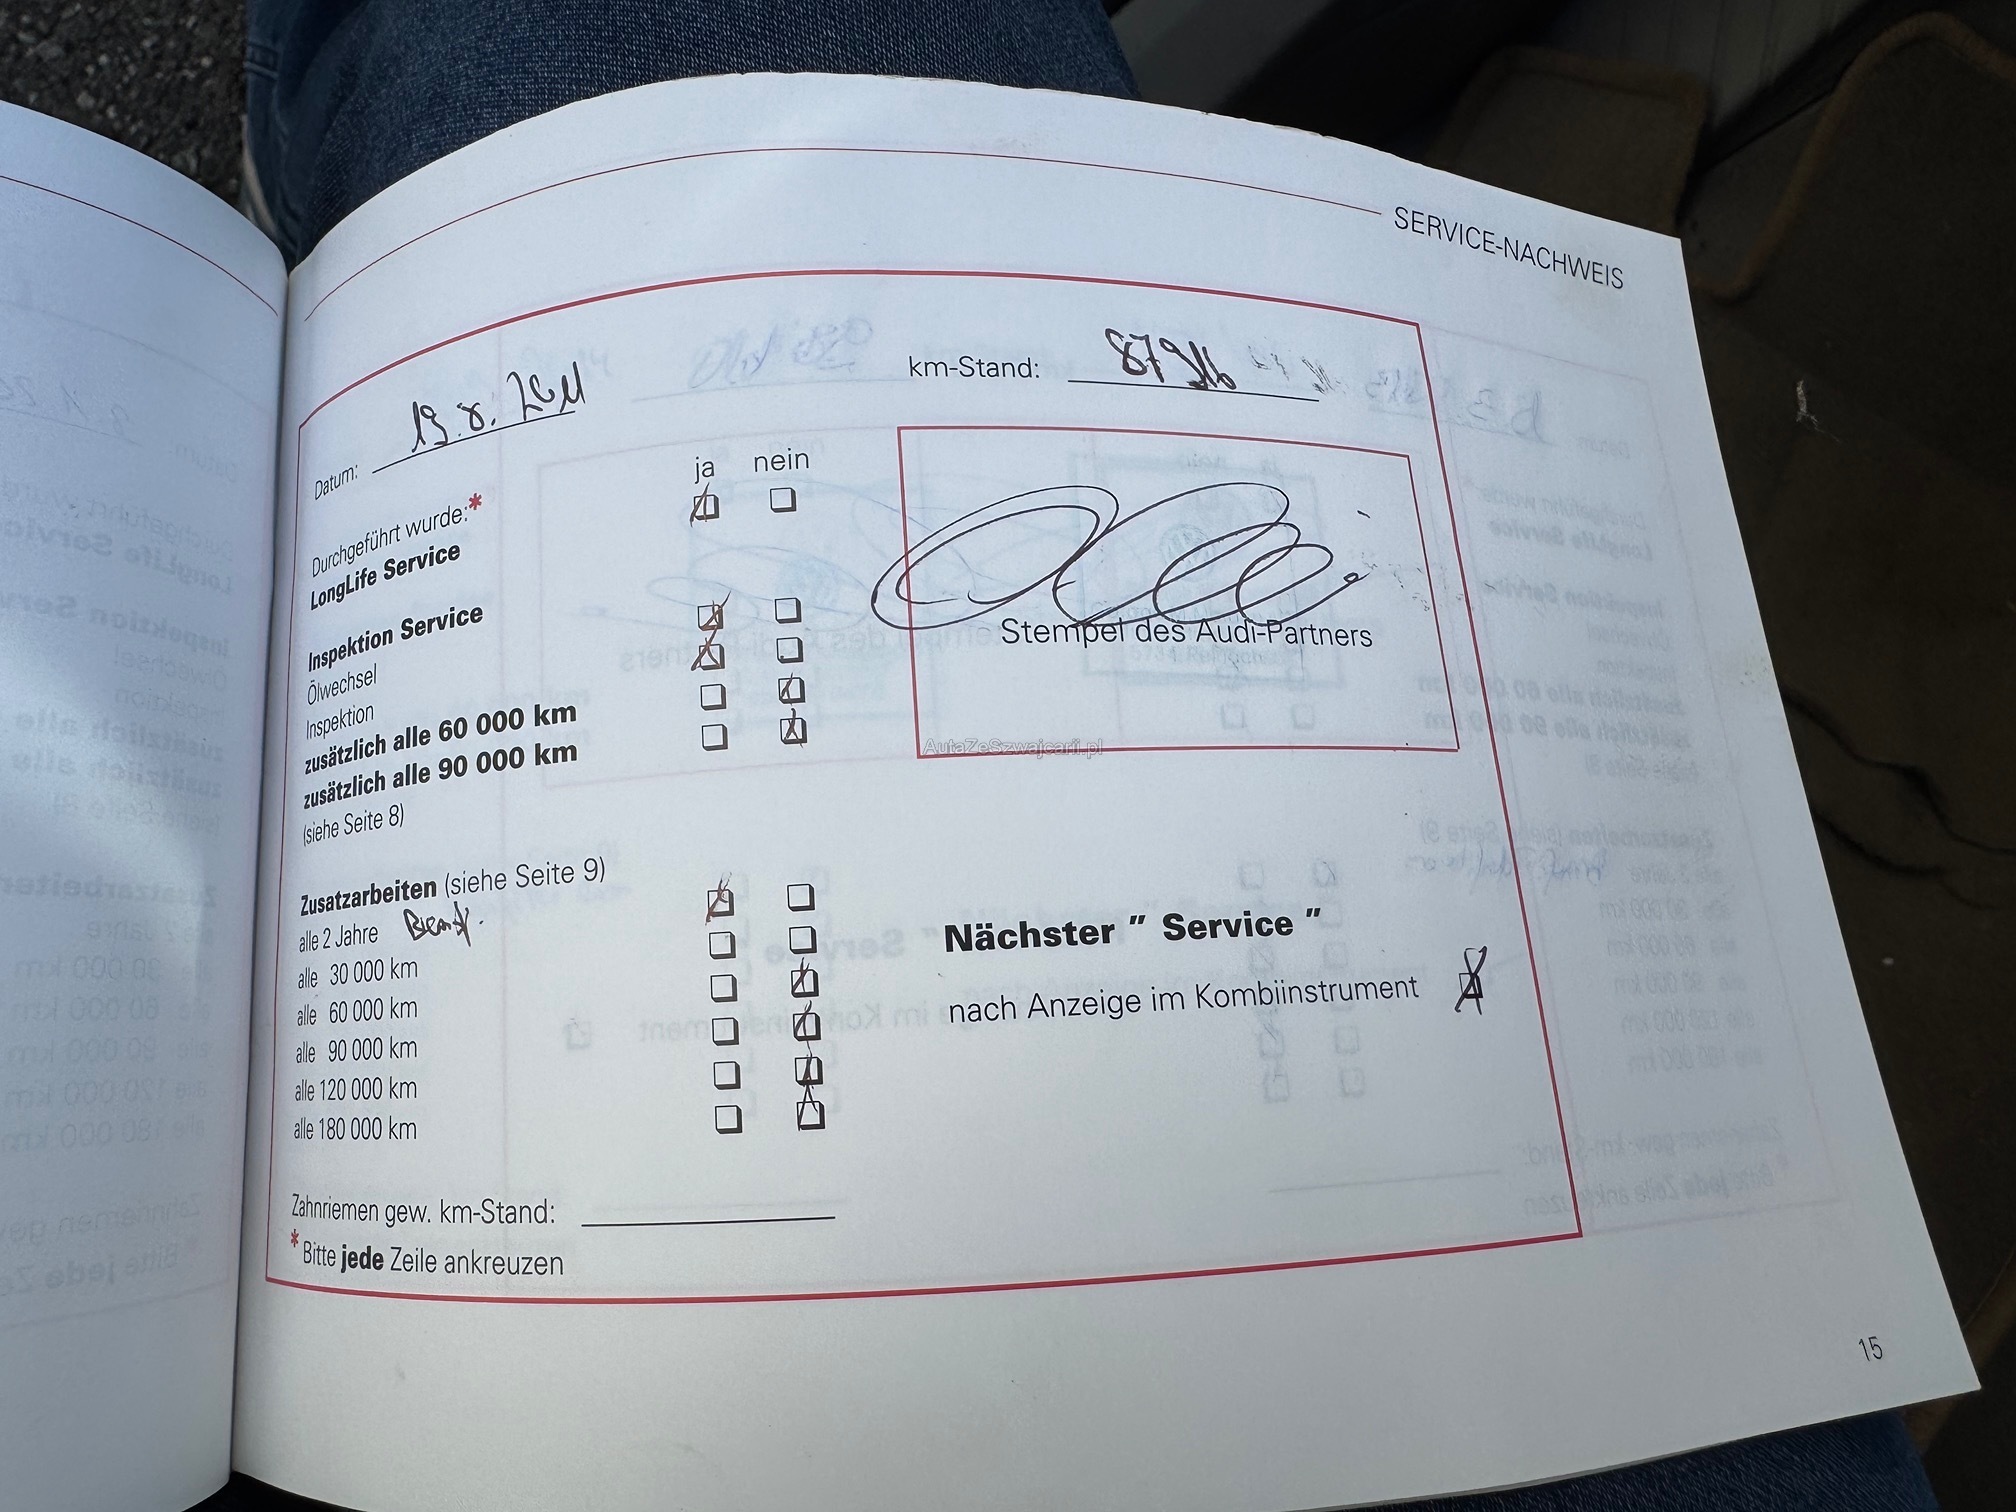 SERVICE-NACHWEIS
Datum: 19.8.2011
km-Stand: 87916
ja nein
Durchgeführt wurde:*
LongLife Service
Inspektion Service
Ölwechsel
Inspektion
zusätzlich alle 60 000 km
zusätzlich alle 90 000 km
(siehe Seite 8)
Stempel des Audi-Partners
AutaZeSzwajcarii.pl
Zusatzarbeiten (siehe Seite 9)
alle 2 Jahre
alle 30 000 km
alle 60 000 km
alle 90 000 km
alle 120 000 km
alle 180 000 km
Nächster " Service "
nach Anzeige im Kombiinstrument
Zahnriemen gew. km-Stand:
* Bitte jede Zeile ankreuzen
15